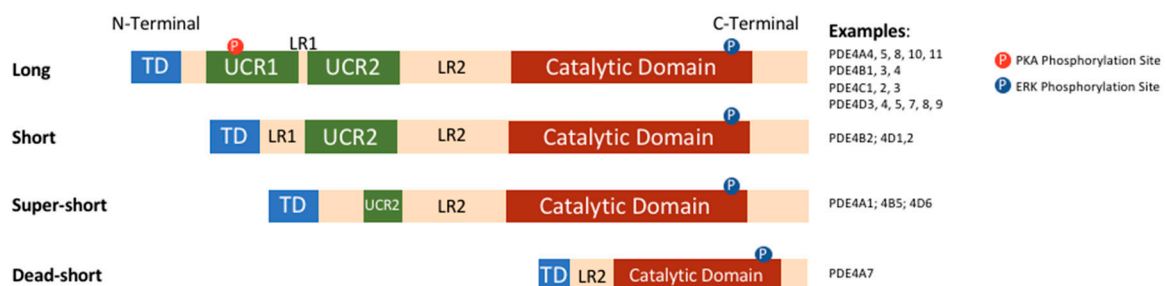 N-Terminal C-Terminal
Examples:
P LR1 P
Long TD UCR1 UCR2 LR2 Catalytic Domain
PDE4A4, 5, 8, 10, 11
PDE4B1, 3, 4
PDE4C1, 2, 3
PDE4D3, 4, 5, 7, 8, 9
P PKA Phosphorylation Site
P ERK Phosphorylation Site
P
Short TD LR1 UCR2 LR2 Catalytic Domain PDE4B2; 4D1,2
P
Super-short TD UCR2 LR2 Catalytic Domain PDE4A1; 4B5; 4D6
P
Dead-short TD LR2 Catalytic Domain PDE4A7